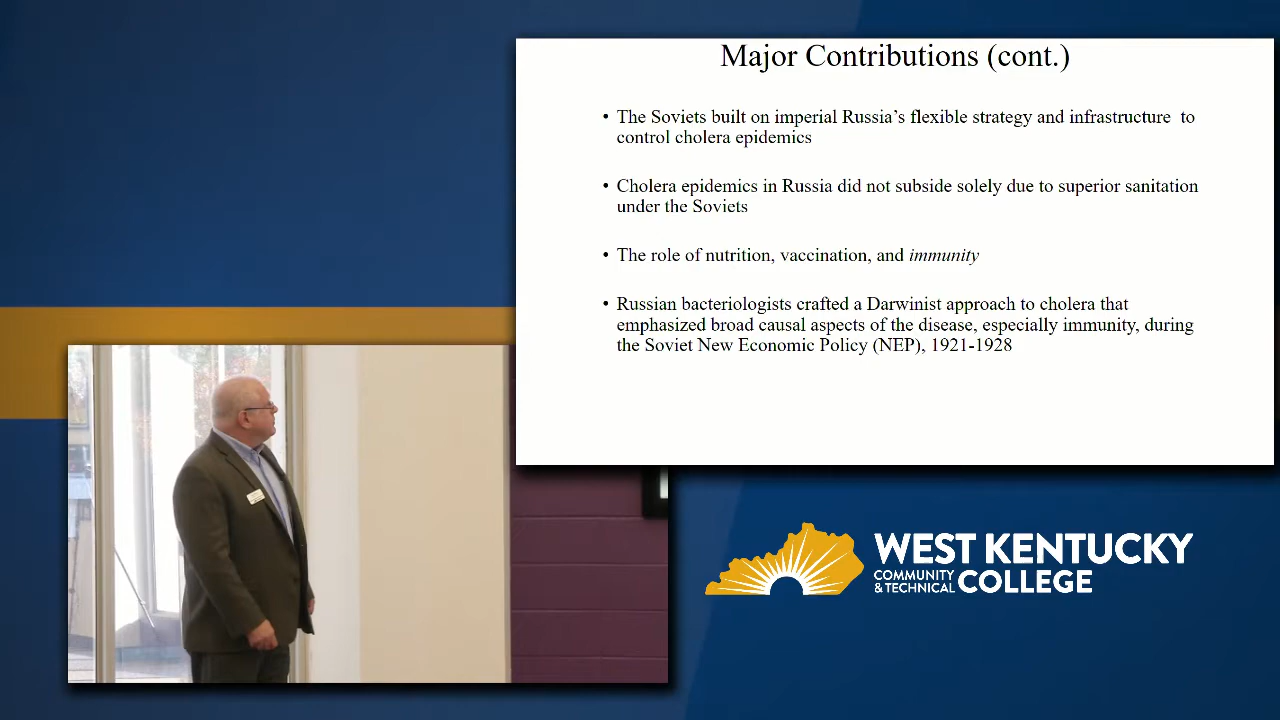 Major Contributions (cont.)
• The Soviets built on imperial Russia’s flexible strategy and infrastructure to
control cholera epidemics
• Cholera epidemics in Russia did not subside solely due to superior sanitation
under the Soviets
• The role of nutrition, vaccination, and immunity
• Russian bacteriologists crafted a Darwinist approach to cholera that
emphasized broad causal aspects of the disease, especially immunity, during
the Soviet New Economic Policy (NEP), 1921-1928
WEST KENTUCKY
COMMUNITY
& TECHNICAL
COLLEGE